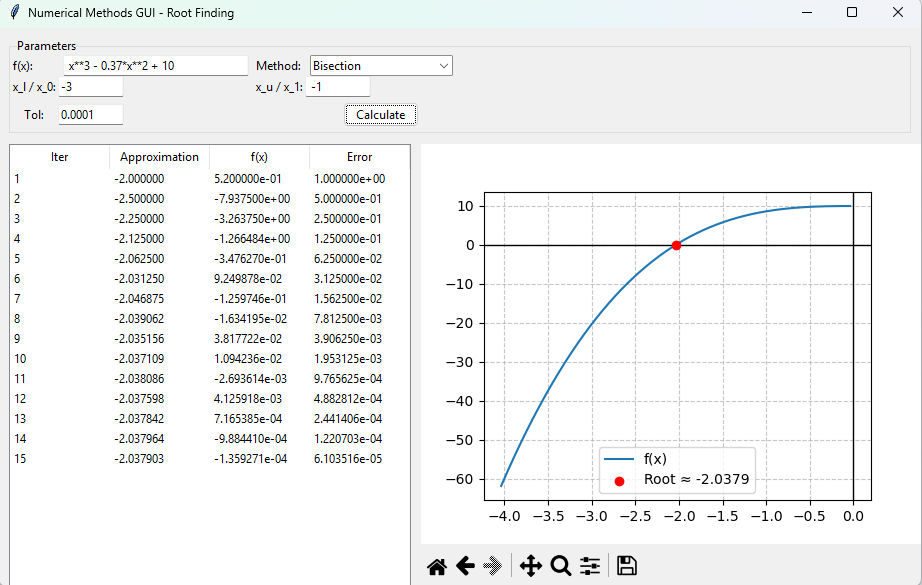 Numerical Methods GUI - Root Finding
Parameters
f(x): x**3 - 0.37*x**2 + 10 Method: Bisection
x_l / x_0: -3 x_u / x_1: -1
Tol: 0.0001 Calculate
Iter Approximation f(x) Error
1 -2.000000 5.200000e-01 1.000000e+00
2 -2.500000 -7.937500e+00 5.000000e-01
3 -2.250000 -3.263750e+00 2.500000e-01
4 -2.125000 -1.266484e+00 1.250000e-01
5 -2.062500 -3.476270e-01 6.250000e-02
6 -2.031250 9.249878e-02 3.125000e-02
7 -2.046875 -1.259746e-01 1.562500e-02
8 -2.039062 -1.634195e-02 7.812500e-03
9 -2.035156 3.817722e-02 3.906250e-03
10 -2.037109 1.094236e-02 1.953125e-03
11 -2.038086 -2.693614e-03 9.765625e-04
12 -2.037598 4.125918e-03 4.882812e-04
13 -2.037842 7.165385e-04 2.441406e-04
14 -2.037964 -9.884410e-04 1.220703e-04
15 -2.037903 -1.359271e-04 6.103516e-05
10
0
−10
−20
−30
−40
−50
−60
f(x)
Root ≈ -2.0379
−4.0 −3.5 −3.0 −2.5 −2.0 −1.5 −1.0 −0.5 0.0